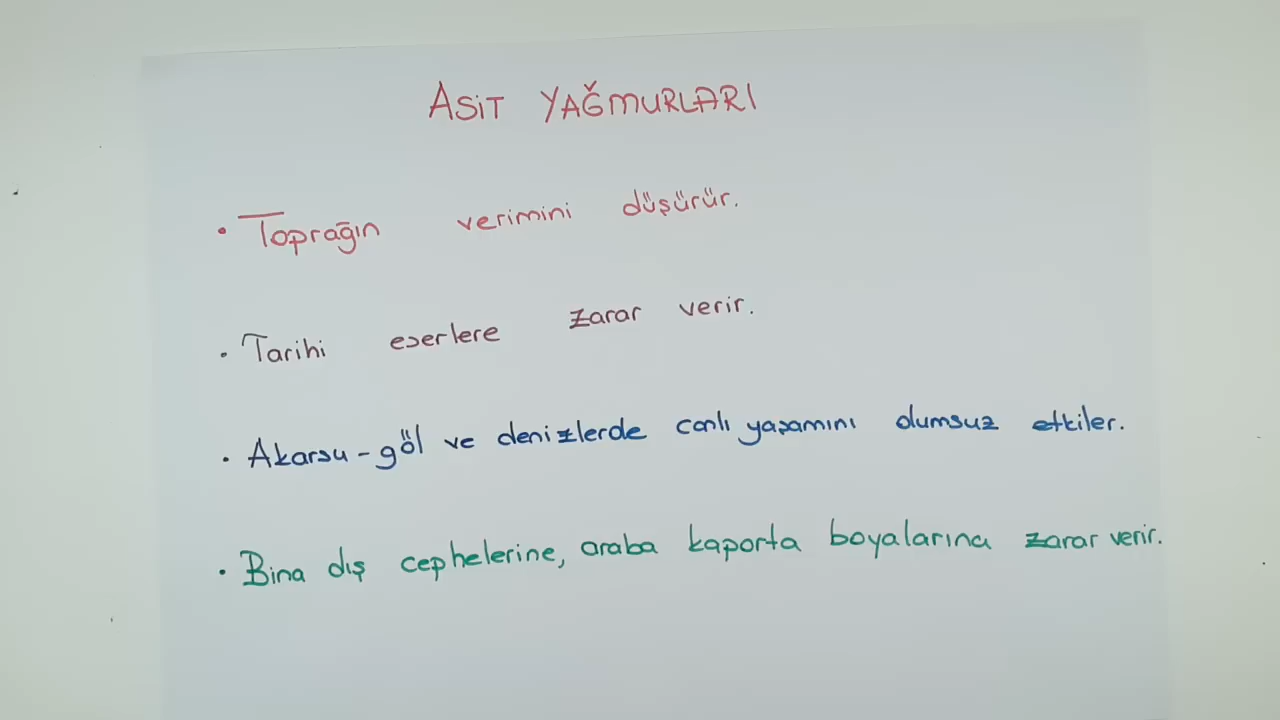 ASİT YAĞMURLARI
• Toprağın verimini düşürür.
• Tarihi eserlere zarar verir.
• Akarsu - göl ve denizlerde canlı yaşamını olumsuz etkiler.
• Bina dış cephelerine, araba kaporta boyalarına zarar verir.